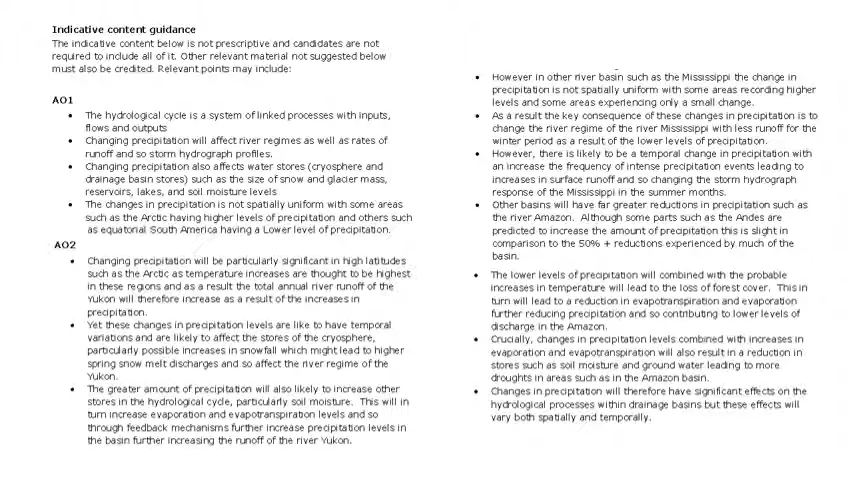 Indicative content guidance
The indicative content below is not prescriptive and candidates are not
required to include all of it. Other relevant material not suggested below
must also be credited. Relevant points may include:
AO1
• The hydrological cycle is a system of linked processes with inputs,
flows and outputs
• Changing precipitation will affect river regimes as well as rates of
runoff and so storm hydrograph profiles.
• Changing precipitation also affects water stores (cryosphere and
drainage basin stores) such as the size of snow and glacier mass,
reservoirs, lakes, and soil moisture levels
• The changes in precipitation is not spatially uniform with some areas
such as the Arctic having higher levels of precipitation and others such
as equatorial South America having a Lower level of precipitation.
AO2
• Changing precipitation will be particularly significant in high latitudes
such as the Arctic as temperature increases are thought to be highest
in these regions and as a result the total annual river runoff of the
Yukon will therefore increase as a result of the increases in
precipitation.
• Yet these changes in precipitation levels are like to have temporal
variations and are likely to affect the stores of the cryosphere,
particularly possible increases in snowfall which might lead to higher
spring snow melt discharges and so affect the river regime of the
Yukon.
• The greater amount of precipitation will also likely to increase other
stores in the hydrological cycle, particularly soil moisture. This will in
turn increase evaporation and evapotranspiration levels and so
through feedback mechanisms further increase precipitation levels in
the basin further increasing the runoff of the river Yukon.
• However in other river basin such as the Mississippi the change in
precipitation is not spatially uniform with some areas recording higher
levels and some areas experiencing only a small change.
• As a result the key consequence of these changes in precipitation is to
change the river regime of the river Mississippi with less runoff for the
winter period as a result of the lower levels of precipitation.
• However, there is likely to be a temporal change in precipitation with
an increase the frequency of intense precipitation events leading to
increases in surface runoff and so changing the storm hydrograph
response of the Mississippi in the summer months.
• Other basins will have far greater reductions in precipitation such as
the river Amazon. Although some parts such as the Andes are
predicted to increase the amount of precipitation this is slight in
comparison to the 50% + reductions experienced by much of the
basin.
• The lower levels of precipitation will combined with the probable
increases in temperature will lead to the loss of forest cover. This in
turn will lead to a reduction in evapotranspiration and evaporation
further reducing precipitation and so contributing to lower levels of
discharge in the Amazon.
• Crucially, changes in precipitation levels combined with increases in
evaporation and evapotranspiration will also result in a reduction in
stores such as soil moisture and ground water leading to more
droughts in areas such as in the Amazon basin.
• Changes in precipitation will therefore have significant effects on the
hydrological processes within drainage basins but these effects will
vary both spatially and temporally.